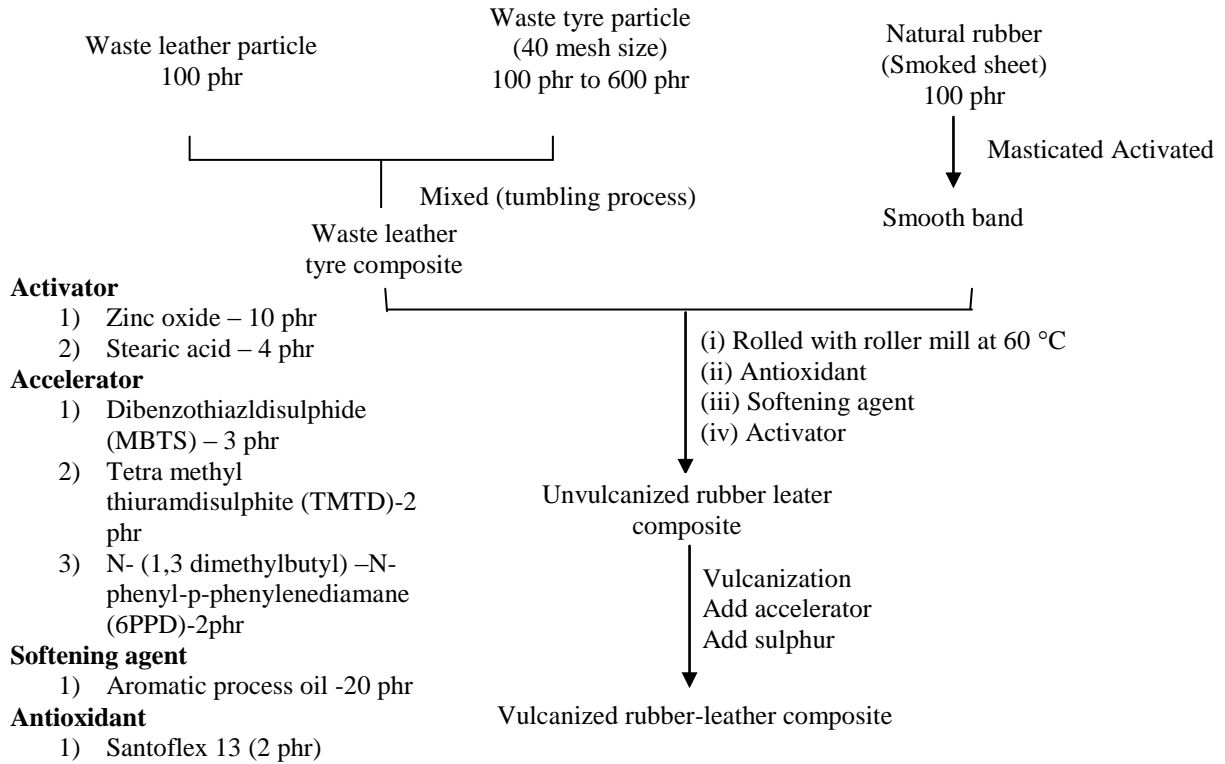 Waste leather particle
100 phr
Waste tyre particle
(40 mesh size)
100 phr to 600 phr
Natural rubber
(Smoked sheet)
100 phr
Masticated Activated
Mixed (tumbling process)
Smooth band
Waste leather
tyre composite
Activator
1) Zinc oxide – 10 phr
2) Stearic acid – 4 phr
Accelerator
1) Dibenzothiazldisulphide
(MBTS) – 3 phr
2) Tetra methyl
thiuramdisulphite (TMTD)-2
phr
3) N- (1,3 dimethylbutyl) –N-
phenyl-p-phenylenediamane
(6PPD)-2phr
Softening agent
1) Aromatic process oil -20 phr
Antioxidant
1) Santoflex 13 (2 phr)
(i) Rolled with roller mill at 60 °C
(ii) Antioxidant
(iii) Softening agent
(iv) Activator
Unvulcanized rubber leater
composite
Vulcanization
Add accelerator
Add sulphur
Vulcanized rubber-leather composite